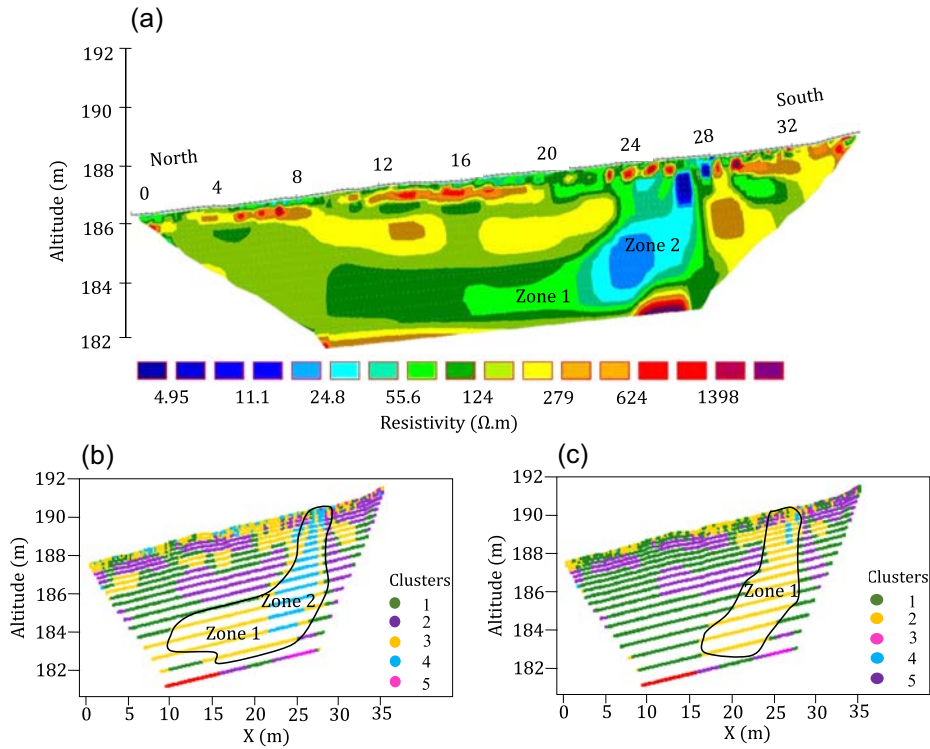 (a)
192
190
188
186
184
182
Altitude (m)
North
South
0
4
8
12
16
20
24
28
32
Zone 1
Zone 2
4.95 11.1 24.8 55.6 124 279 624 1398
Resistivity (Ω.m)
(b)
192
190
188
186
184
182
Altitude (m)
Zone 2
Zone 1
Clusters
1
2
3
4
5
0 5 10 15 20 25 30 35
X (m)
(c)
192
190
188
186
184
182
Altitude (m)
Zone 1
Clusters
1
2
3
4
5
0 5 10 15 20 25 30 35
X (m)